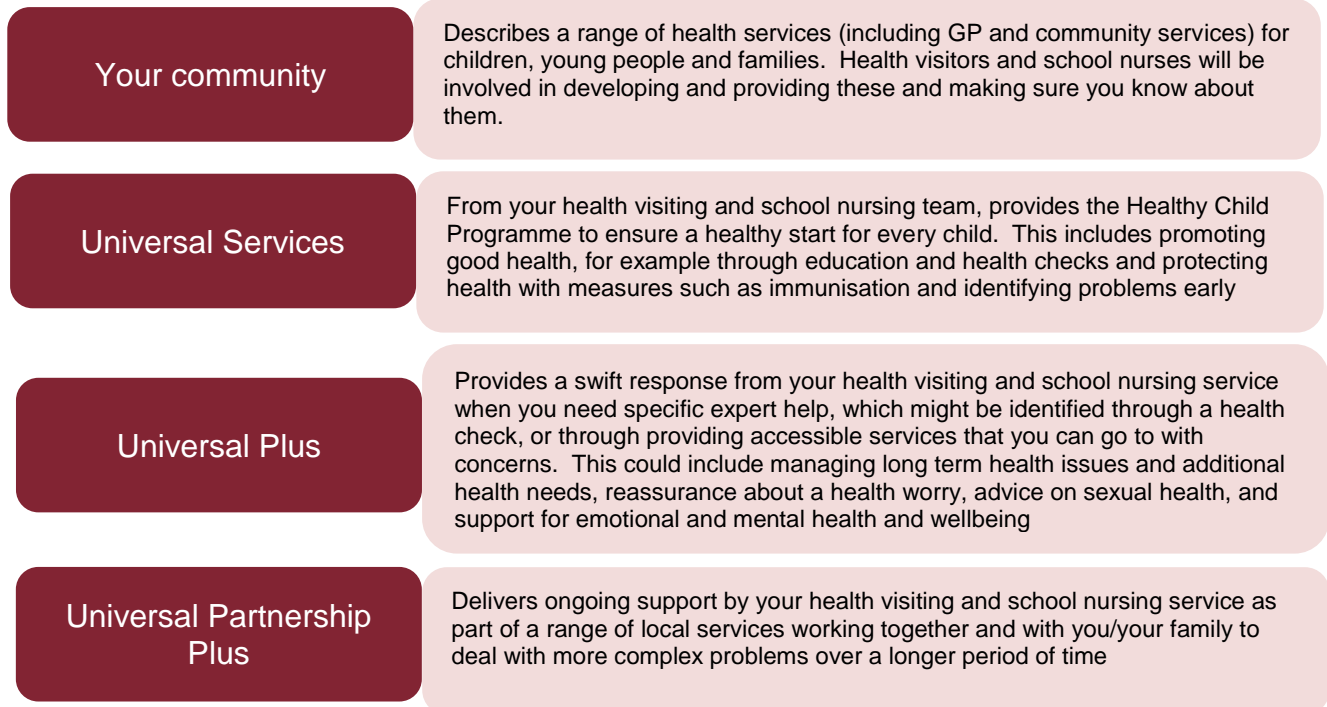 Your community
Describes a range of health services (including GP and community services) for
children, young people and families.  Health visitors and school nurses will be
involved in developing and providing these and making sure you know about
them.
Universal Services
From your health visiting and school nursing team, provides the Healthy Child
Programme to ensure a healthy start for every child.  This includes promoting
good health, for example through education and health checks and protecting
health with measures such as immunisation and identifying problems early
Universal Plus
Provides a swift response from your health visiting and school nursing service
when you need specific expert help, which might be identified through a health
check, or through providing accessible services that you can go to with
concerns.  This could include managing long term health issues and additional
health needs, reassurance about a health worry, advice on sexual health, and
support for emotional and mental health and wellbeing
Universal Partnership
Plus
Delivers ongoing support by your health visiting and school nursing service as
part of a range of local services working together and with you/your family to
deal with more complex problems over a longer period of time